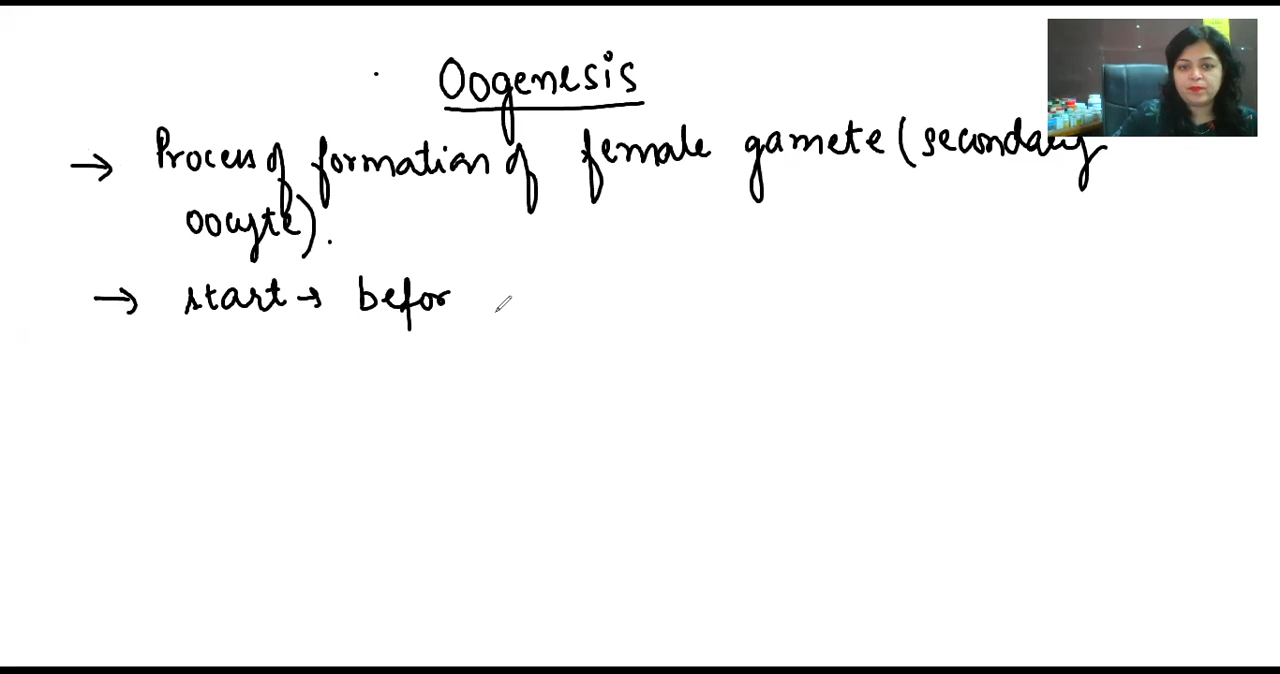 Oogenesis
→ Process of formation of female gamete (secondary
oocyte).
→ start → befor